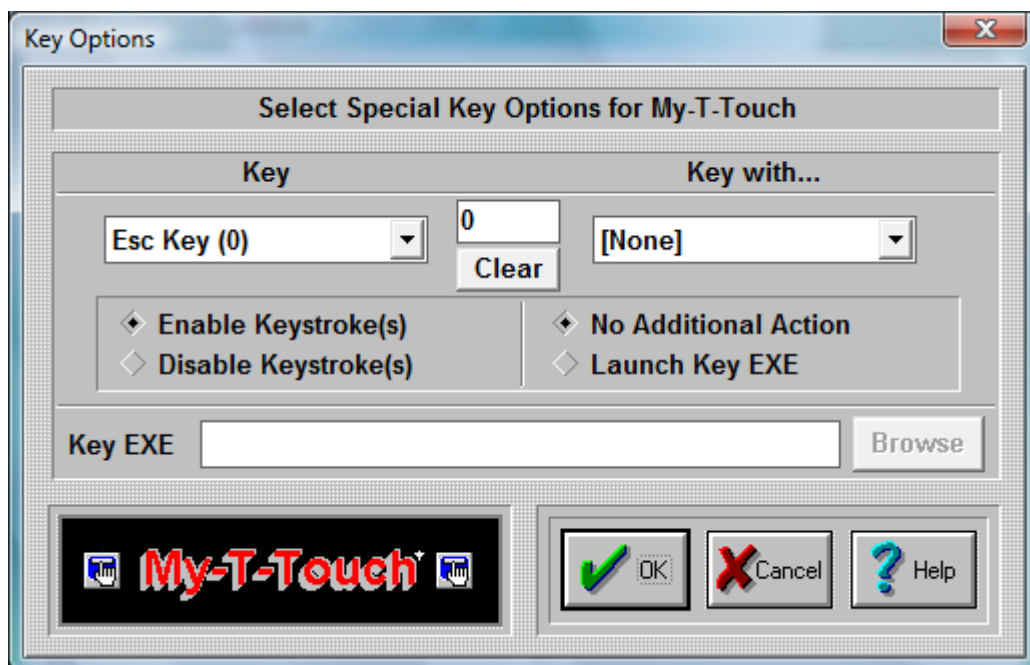 Key Options
Select Special Key Options for My-T-Touch
Key
Key with...
Esc Key (0)
0
[None]
Clear
Enable Keystroke(s)
No Additional Action
Disable Keystroke(s)
Launch Key EXE
Key EXE
Browse
My-T-Touch
OK
Cancel
Help